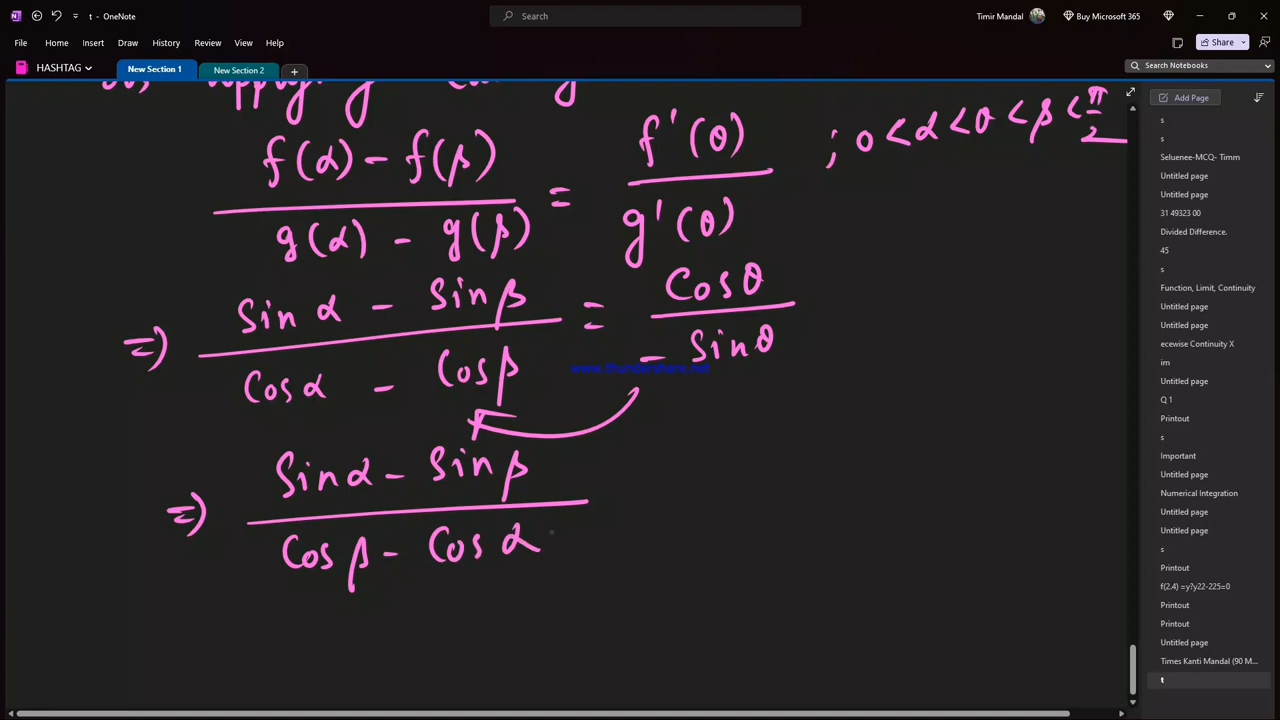 t - OneNote
Search
Timir Mandal
Buy Microsoft 365
File Home Insert Draw History Review View Help
Share
HASHTAG
New Section 1
New Section 2
+
Search Notebooks
Add Page
f(α) - f(β) / g(α) - g(β) = f'(θ) / g'(θ) ; 0 < α < θ < β < π/2
⇒) Sin α - Sin β / Cos α - Cos β = Cos θ / - Sin θ
www.thundershare.net
⇒) Sin α - Sin β / Cos β - Cos α
s
s
Seluenee-MCQ- Timm
Untitled page
Untitled page
31 49323 00
Divided Difference.
45
s
Function, Limit, Continuity
Untitled page
Untitled page
ecewise Continuity X
im
Untitled page
Q 1
Printout
s
Important
Untitled page
Numerical Integration
Untitled page
Untitled page
s
Printout
f(2.4) =y?y22-225=0
Printout
Printout
Untitled page
Times Kanti Mandal (90 M...
t